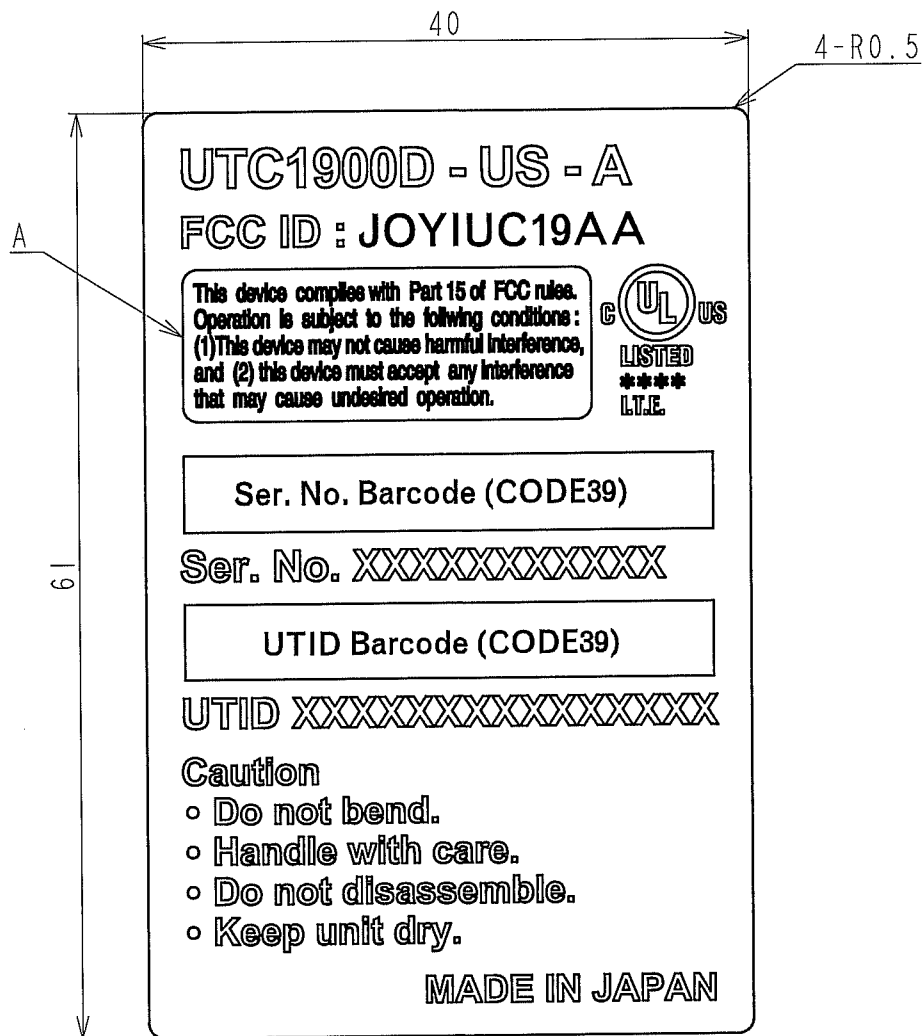 40
4-R0.5
61
A
UTC1900D - US - A
FCC ID : JOYIUC19AA
This device complies with Part 15 of FCC rules.
Operation is subject to the follwing conditions :
(1)This device may not cause harmful interference,
and (2) this device must accept any interference
that may cause undesired operation.
C UL US
LISTED
****
I.T.E.
Ser. No. Barcode (CODE39)
Ser. No. XXXXXXXXXXXX
UTID Barcode (CODE39)
UTID XXXXXXXXXXXXXXXX
Caution
◦ Do not bend.
◦ Handle with care.
◦ Do not disassemble.
◦ Keep unit dry.
MADE IN JAPAN